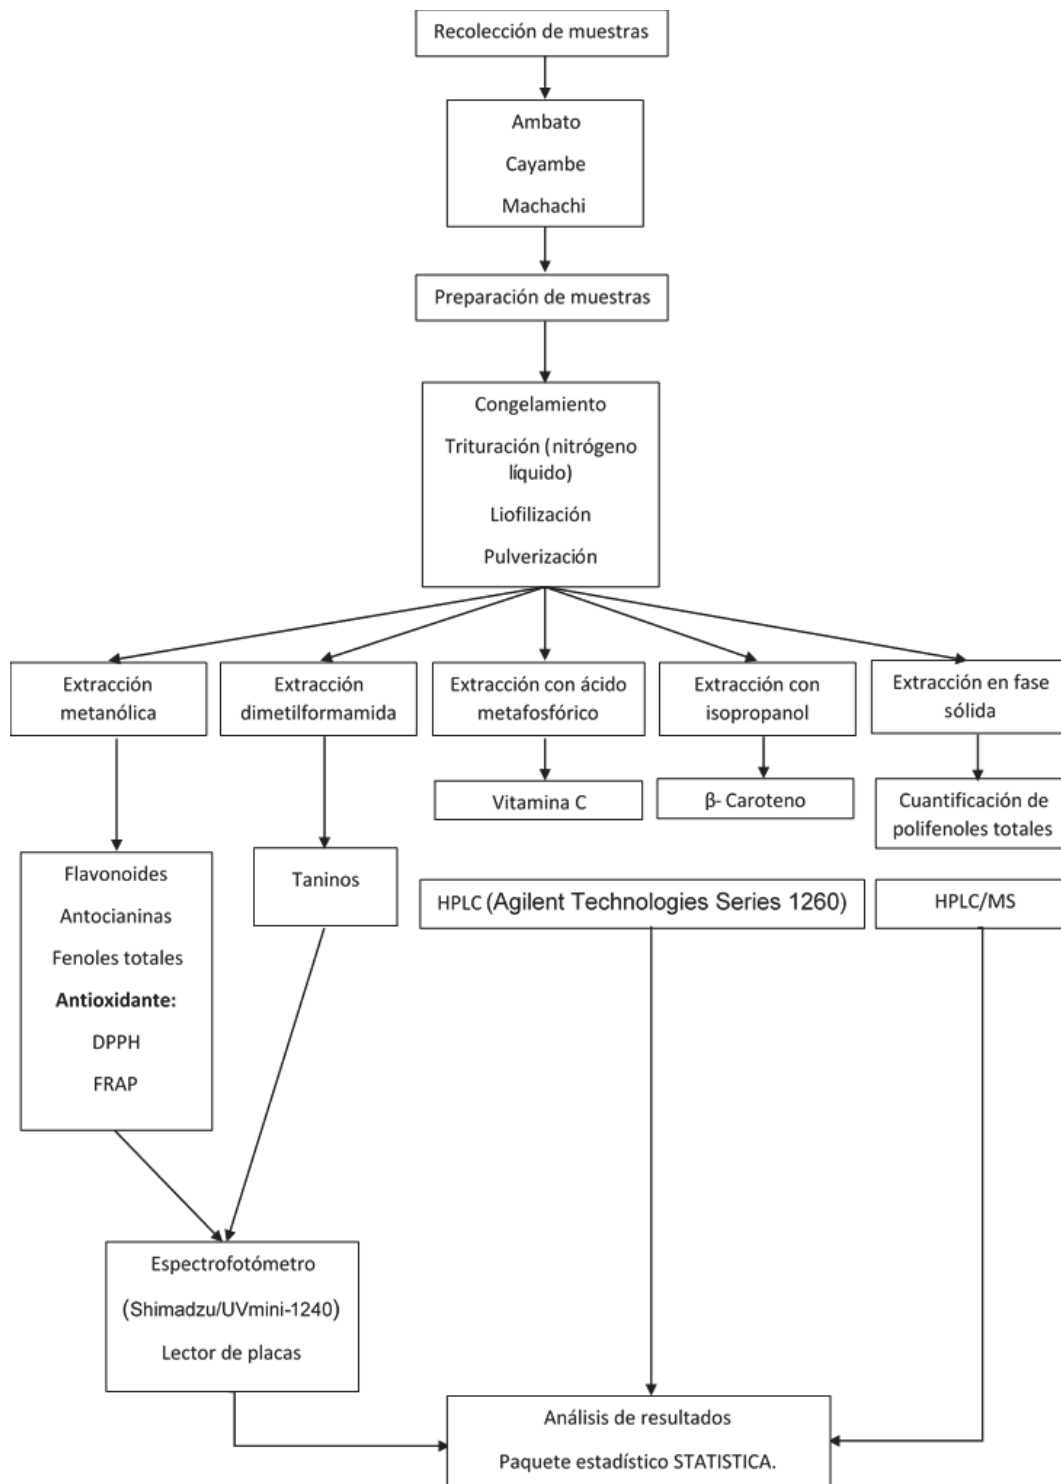 Recolección de muestras
Ambato
Cayambe
Machachi
Preparación de muestras
Congelamiento
Trituración (nitrógeno
líquido)
Liofilización
Pulverización
Extracción
metanólica
Extracción
dimetilformamida
Extracción con ácido
metafosfórico
Extracción con
isopropanol
Extracción en fase
sólida
Vitamina C
β- Caroteno
Cuantificación de
polifenoles totales
Flavonoides
Antocianinas
Fenoles totales
Antioxidante:
DPPH
FRAP
Taninos
HPLC (Agilent Technologies Series 1260)
HPLC/MS
Espectrofotómetro
(Shimadzu/UVmini-1240)
Lector de placas
Análisis de resultados
Paquete estadístico STATISTICA.